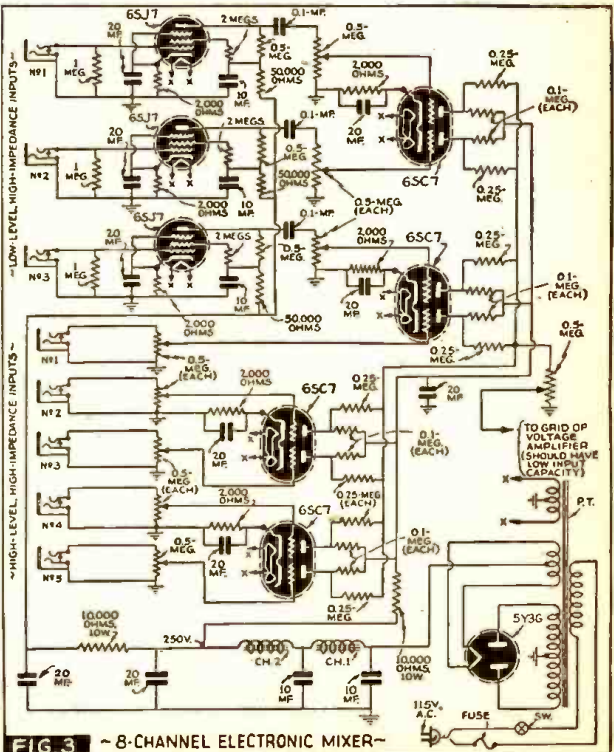 6SJ7
20 MF.
2 MEGS.
0.1-MF.
0.5-MEG.
0.5-MEG.
2,000 OHMS
0.25-MEG.
Nº1
1 MEG.
50,000 OHMS
2,000 OHMS
10 MF.
20 MF.
0.1-MEG. (EACH)
6SJ7
20 MF.
2 MEGS.
0.1-MF.
6SC7
0.25-MEG.
Nº2
1 MEG.
0.5-MEG.
50,000 OHMS
2,000 OHMS
10 MF.
0.5-MEG. (EACH)
6SJ7
20 MF.
2 MEGS
0.1-MF.
0.5-MEG.
2,000 OHMS
6SC7
0.25-MEG.
Nº3
1 MEG.
2,000 OHMS
10 MF.
50,000 OHMS
20 MF.
0.1-MEG. (EACH)
0.25-MEG.
0.5-MEG.
~LOW-LEVEL, HIGH-IMPEDANCE INPUTS~
~HIGH-LEVEL, HIGH-IMPEDANCE INPUTS~
Nº1
0.5-MEG. (EACH)
Nº2
2,000 OHMS
20 MF.
6SC7
0.25-MEG.
20 MF.
0.1-MEG. (EACH)
Nº3
0.5-MEG. (EACH)
0.25-MEG. (EACH)
TO GRID OF VOLTAGE AMPLIFIER (SHOULD HAVE LOW INPUT CAPACITY)
Nº4
2,000 OHMS
20 MF.
6SC7
0.1-MEG. (EACH)
Nº5
0.5-MEG.
0.25-MEG.
P.T.
10,000 OHMS, 10W.
250V.
CH.2
CH.1
10,000 OHMS, 10W.
5Y3G
20 MF.
20 MF.
10 MF.
10 MF.
115V. A.C.
FUSE
SW.
X
FIG. 3
~8-CHANNEL ELECTRONIC MIXER~